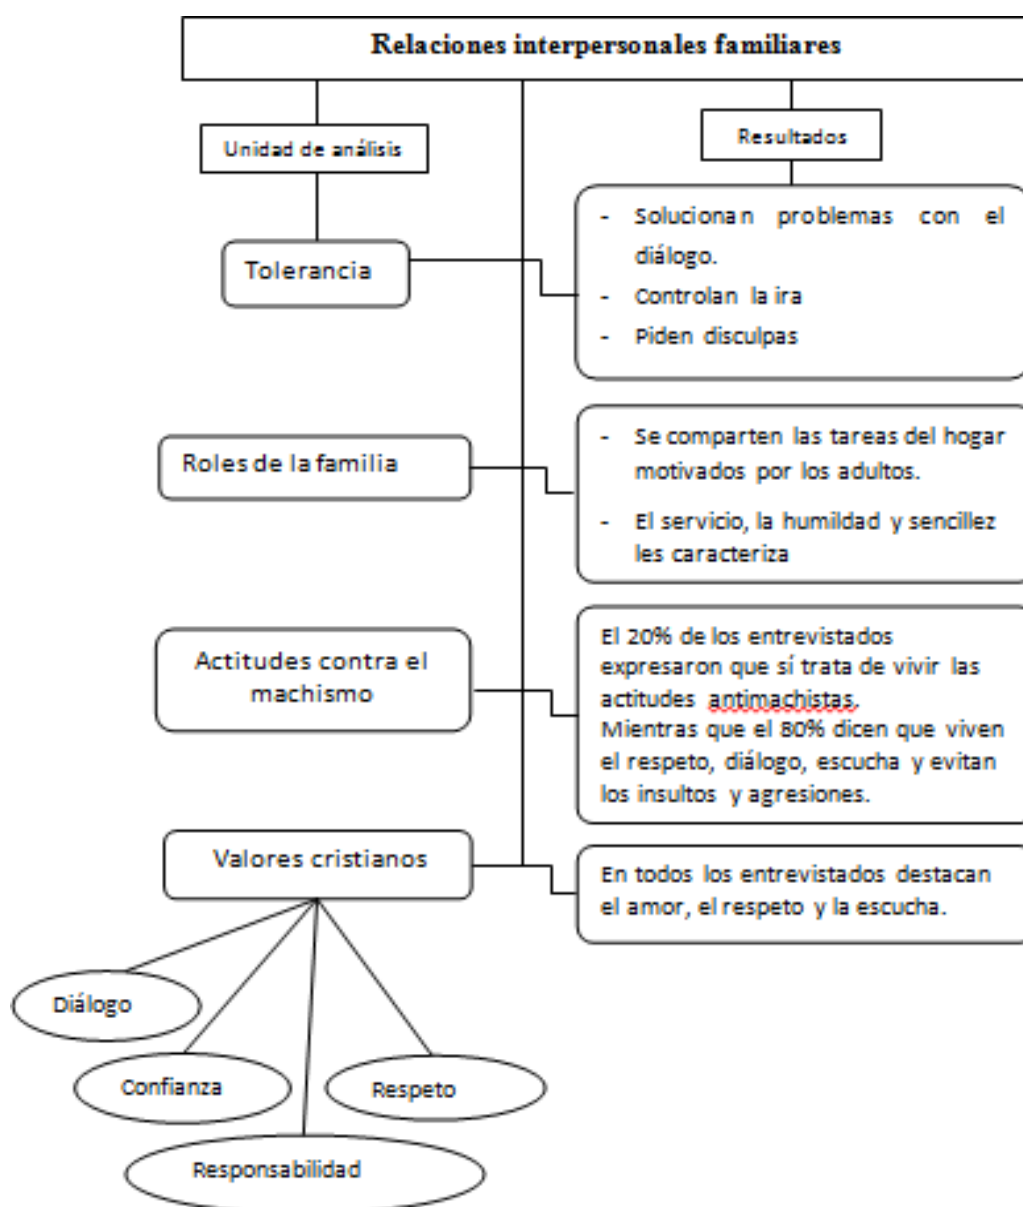 Relaciones interpersonales familiares
Unidad de análisis
Resultados
Tolerancia
- Solucionan problemas con el
diálogo.
- Controlan la ira
- Piden disculpas
Roles de la familia
- Se comparten las tareas del hogar
motivados por los adultos.
- El servicio, la humildad y sencillez
les caracteriza
Actitudes contra el
machismo
El 20% de los entrevistados
expresaron que sí trata de vivir las
actitudes antimachistas.
Mientras que el 80% dicen que viven
el respeto, diálogo, escucha y evitan
los insultos y agresiones.
Valores cristianos
En todos los entrevistados destacan
el amor, el respeto y la escucha.
Diálogo
Confianza
Respeto
Responsabilidad